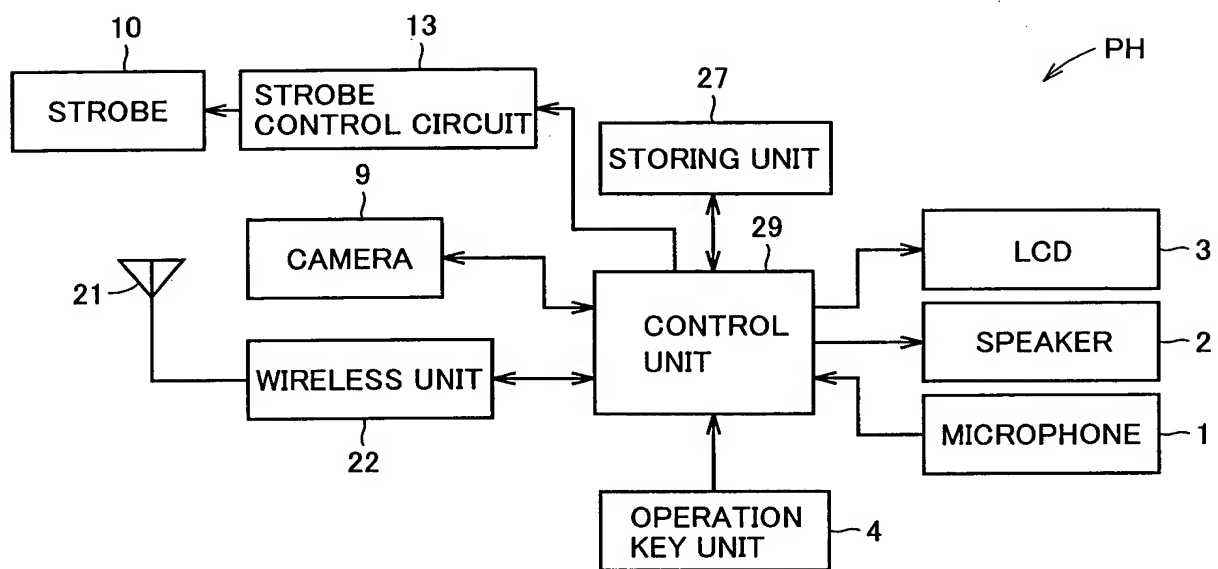 10
13
PH
STROBE
STROBE
CONTROL CIRCUIT
27
STORING UNIT
9
29
CAMERA
LCD
3
21
CONTROL
UNIT
SPEAKER
2
WIRELESS UNIT
MICROPHONE
1
22
OPERATION
KEY UNIT
4